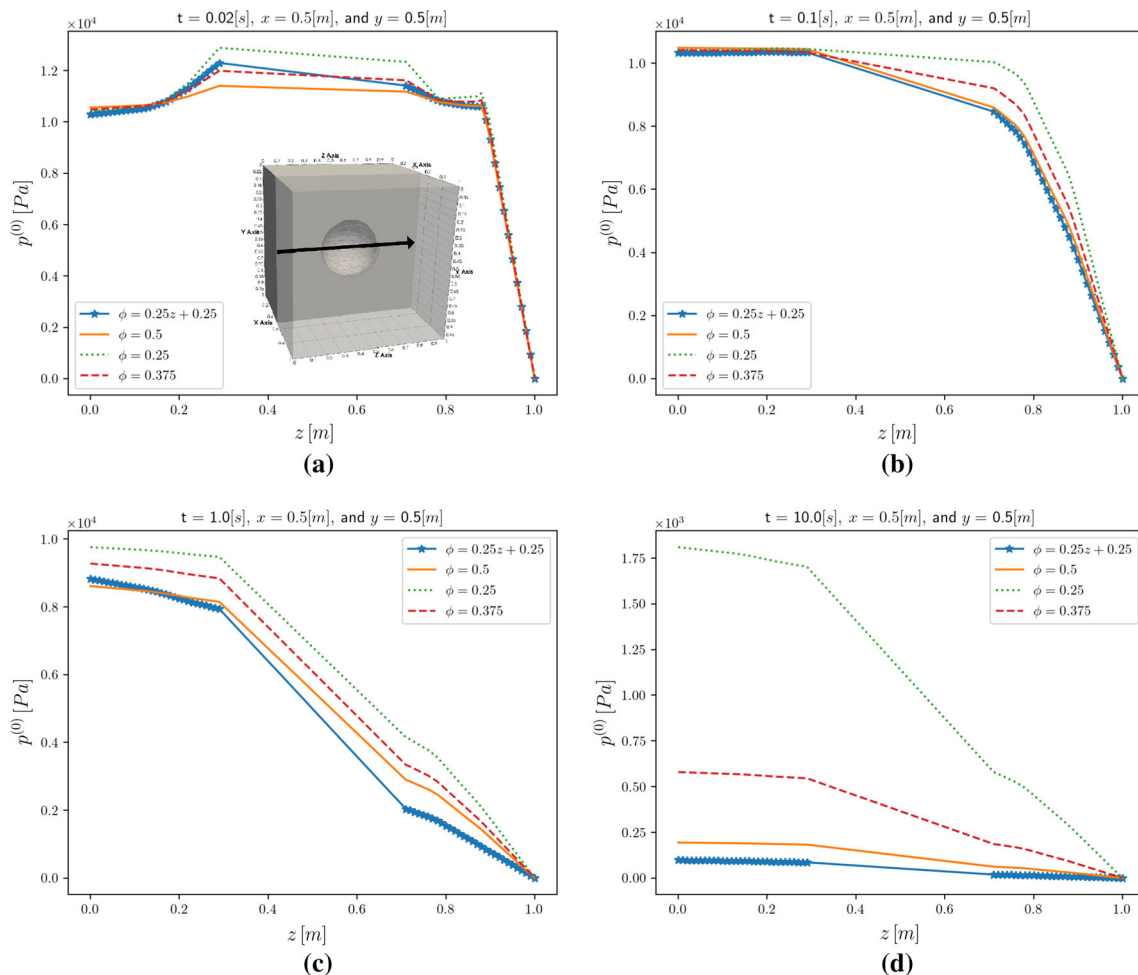 t = 0.02[s], x = 0.5[m], and y = 0.5[m]
×10⁴
1.2
1.0
0.8
0.6
0.4
0.2
0.0
p⁽⁰⁾ [Pa]
Z Axis
X Axis
Y Axis
X Axis
Z Axis
ϕ = 0.25z + 0.25
ϕ = 0.5
ϕ = 0.25
ϕ = 0.375
0.0 0.2 0.4 0.6 0.8 1.0
z [m]
(a)
t = 0.1[s], x = 0.5[m], and y = 0.5[m]
×10⁴
1.0
0.8
0.6
0.4
0.2
0.0
p⁽⁰⁾ [Pa]
ϕ = 0.25z + 0.25
ϕ = 0.5
ϕ = 0.25
ϕ = 0.375
0.0 0.2 0.4 0.6 0.8 1.0
z [m]
(b)
t = 1.0[s], x = 0.5[m], and y = 0.5[m]
×10⁴
1.0
0.8
0.6
0.4
0.2
0.0
p⁽⁰⁾ [Pa]
ϕ = 0.25z + 0.25
ϕ = 0.5
ϕ = 0.25
ϕ = 0.375
0.0 0.2 0.4 0.6 0.8 1.0
z [m]
(c)
t = 10.0[s], x = 0.5[m], and y = 0.5[m]
×10³
1.75
1.50
1.25
1.00
0.75
0.50
0.25
0.00
p⁽⁰⁾ [Pa]
ϕ = 0.25z + 0.25
ϕ = 0.5
ϕ = 0.25
ϕ = 0.375
0.0 0.2 0.4 0.6 0.8 1.0
z [m]
(d)